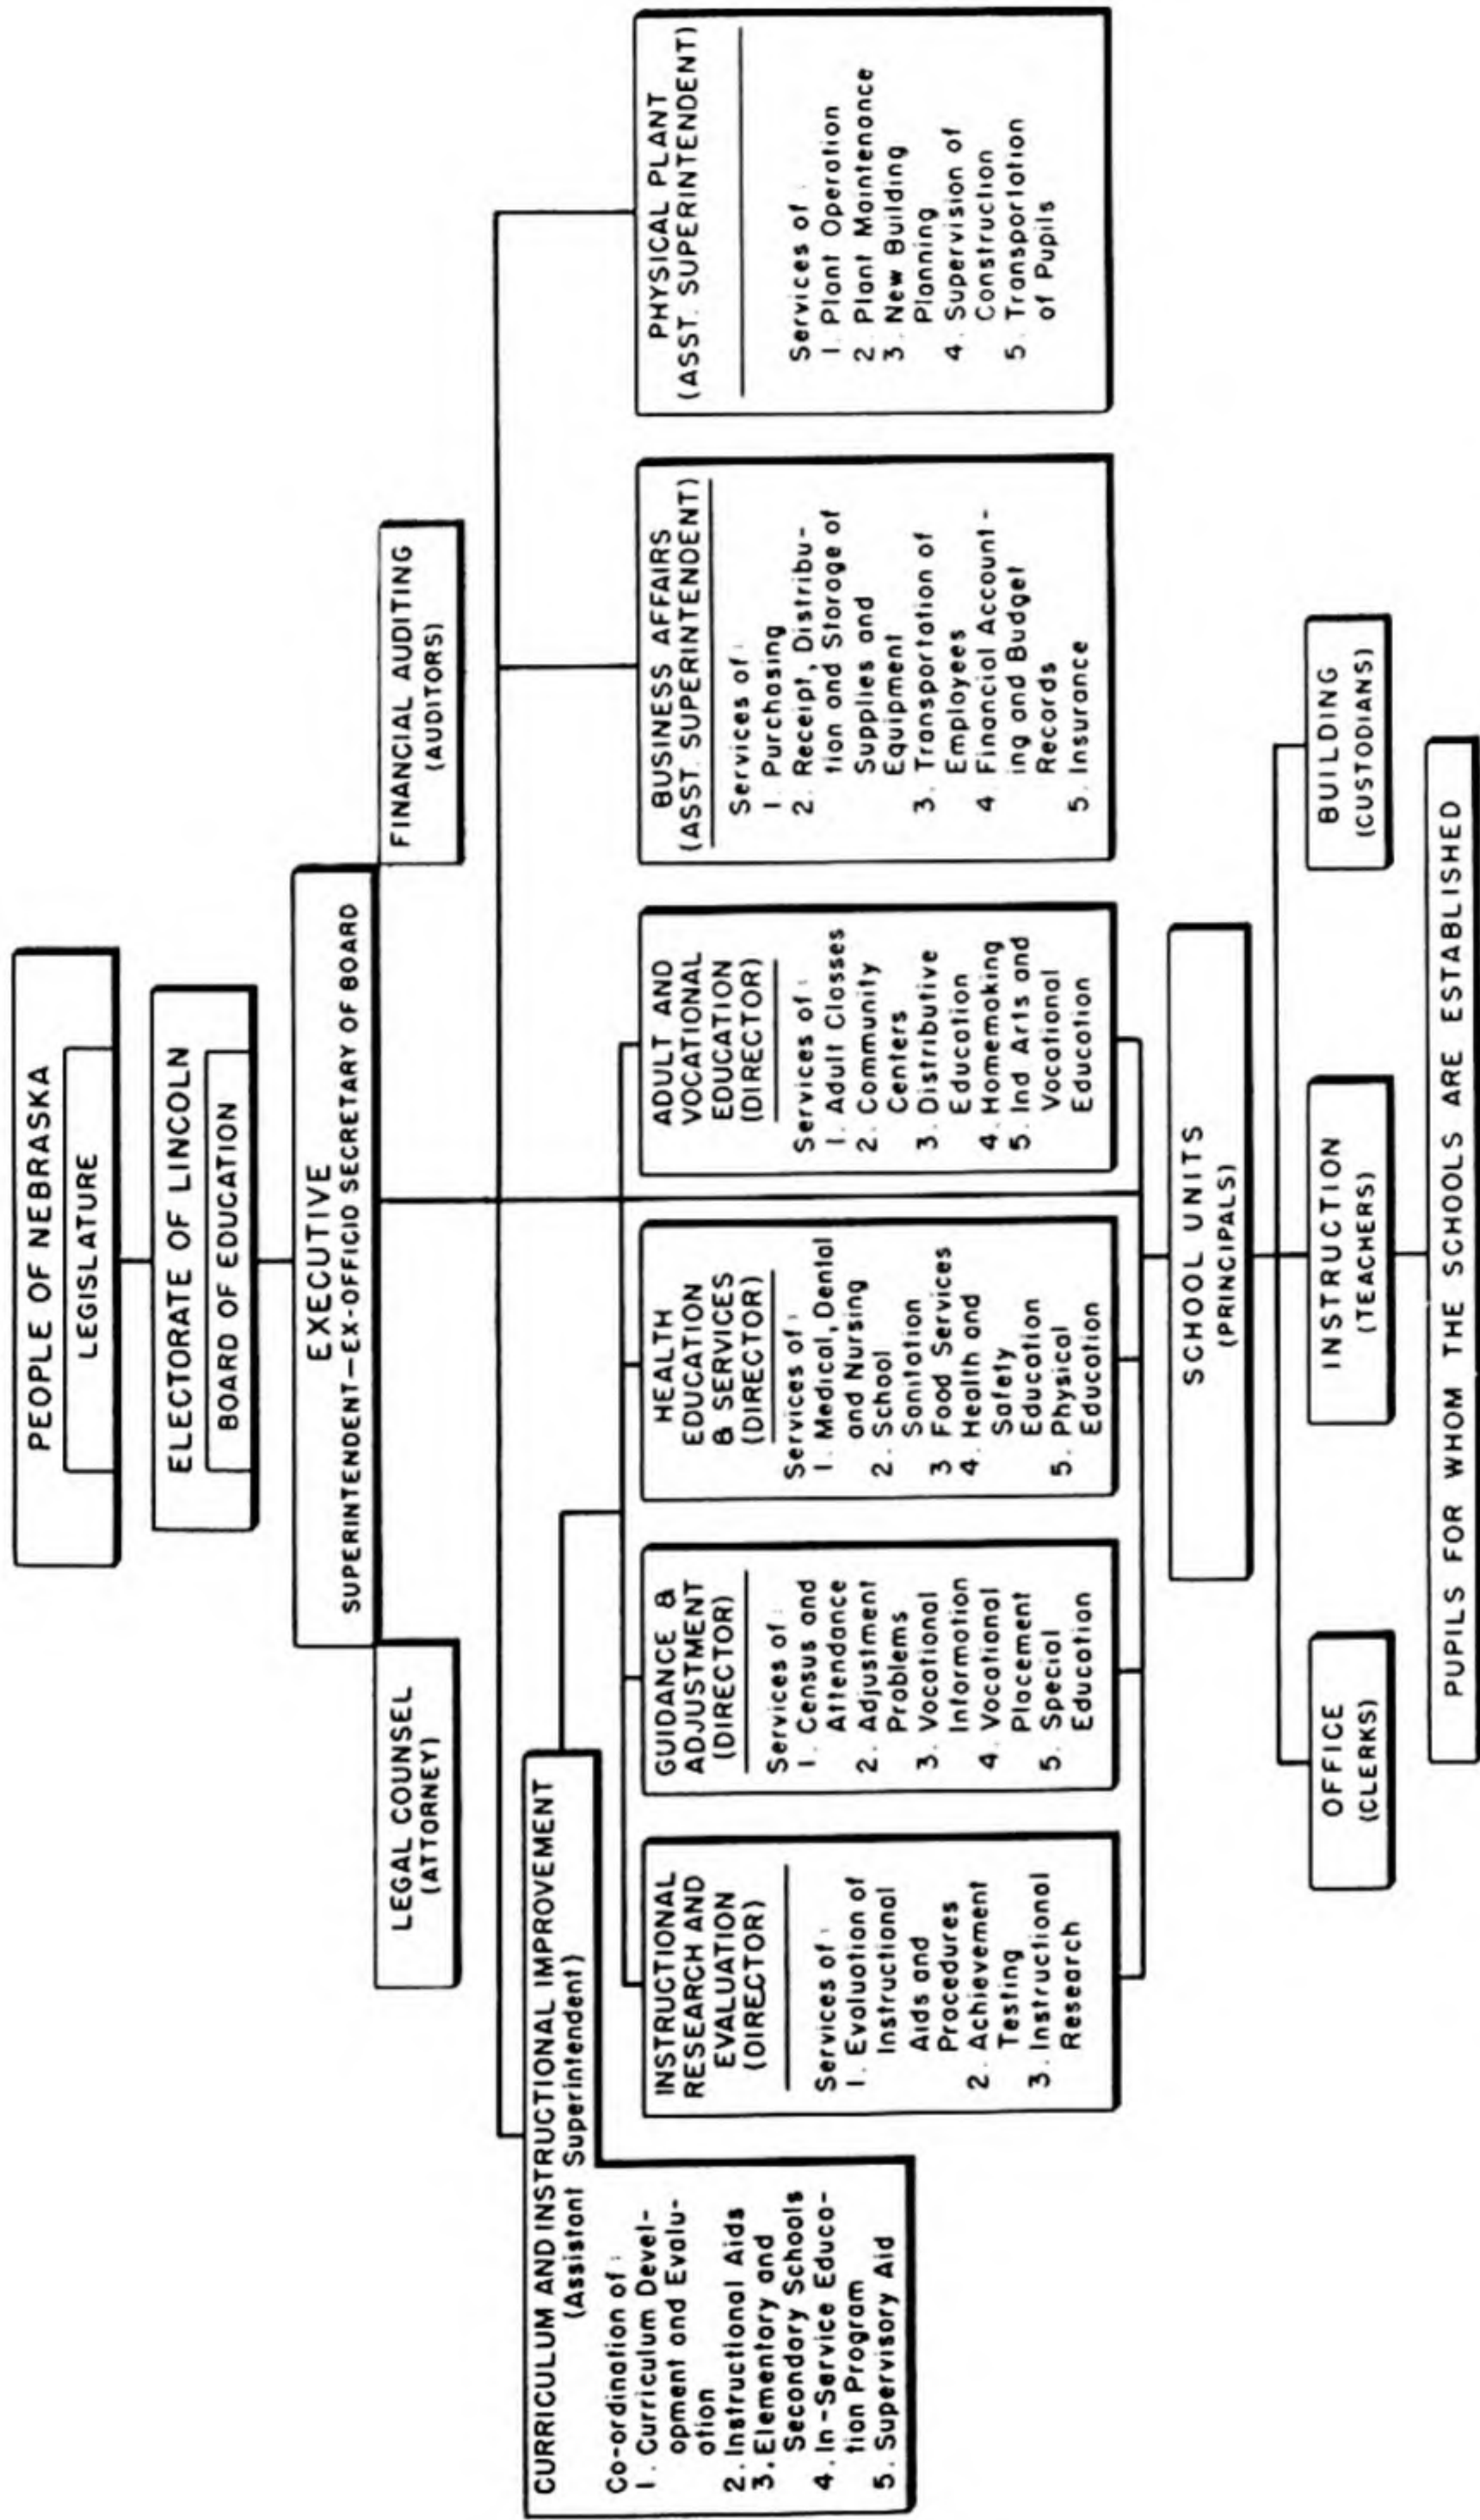 PEOPLE OF NEBRASKA
LEGISLATURE
ELECTORATE OF LINCOLN
BOARD OF EDUCATION
EXECUTIVE
SUPERINTENDENT—EX-OFFICIO SECRETARY OF BOARD
LEGAL COUNSEL
(ATTORNEY)
FINANCIAL AUDITING
(AUDITORS)
CURRICULUM AND INSTRUCTIONAL IMPROVEMENT
(Assistant Superintendent)
Co-ordination of:
1. Curriculum Devel-
opment and Evalu-
ation
2. Instructional Aids
3. Elementary and
Secondary Schools
4. In-Service Educa-
tion Program
5. Supervisory Aid
INSTRUCTIONAL
RESEARCH AND
EVALUATION
(DIRECTOR)
Services of:
1. Evaluation of
Instructional
Aids and
Procedures
2. Achievement
Testing
3. Instructional
Research
GUIDANCE &
ADJUSTMENT
(DIRECTOR)
Services of:
1. Census and
Attendance
2. Adjustment
Problems
3. Vocational
Information
4. Vocational
Placement
5. Special
Education
HEALTH
EDUCATION
& SERVICES
(DIRECTOR)
Services of:
1. Medical, Dental
and Nursing
2. School
Sanitation
3 Food Services
4. Health and
Safety
Education
5. Physical
Education
ADULT AND
VOCATIONAL
EDUCATION
(DIRECTOR)
Services of:
1. Adult Classes
2. Community
Centers
3. Distributive
Education
4. Homemaking
5. Ind Arts and
Vocational
Education
BUSINESS AFFAIRS
(ASST. SUPERINTENDENT)
Services of:
1. Purchasing
2. Receipt, Distribu-
tion and Storage of
Supplies and
Equipment
3. Transportation of
Employees
4 Financial Account-
ing and Budget
Records
5. Insurance
PHYSICAL PLANT
(ASST. SUPERINTENDENT)
Services of:
1. Plant Operation
2. Plant Maintenance
3. New Building
Planning
4. Supervision of
Construction
5. Transportation
of Pupils
SCHOOL UNITS
(PRINCIPALS)
OFFICE
(CLERKS)
INSTRUCTION
(TEACHERS)
BUILDING
(CUSTODIANS)
PUPILS FOR WHOM THE SCHOOLS ARE ESTABLISHED